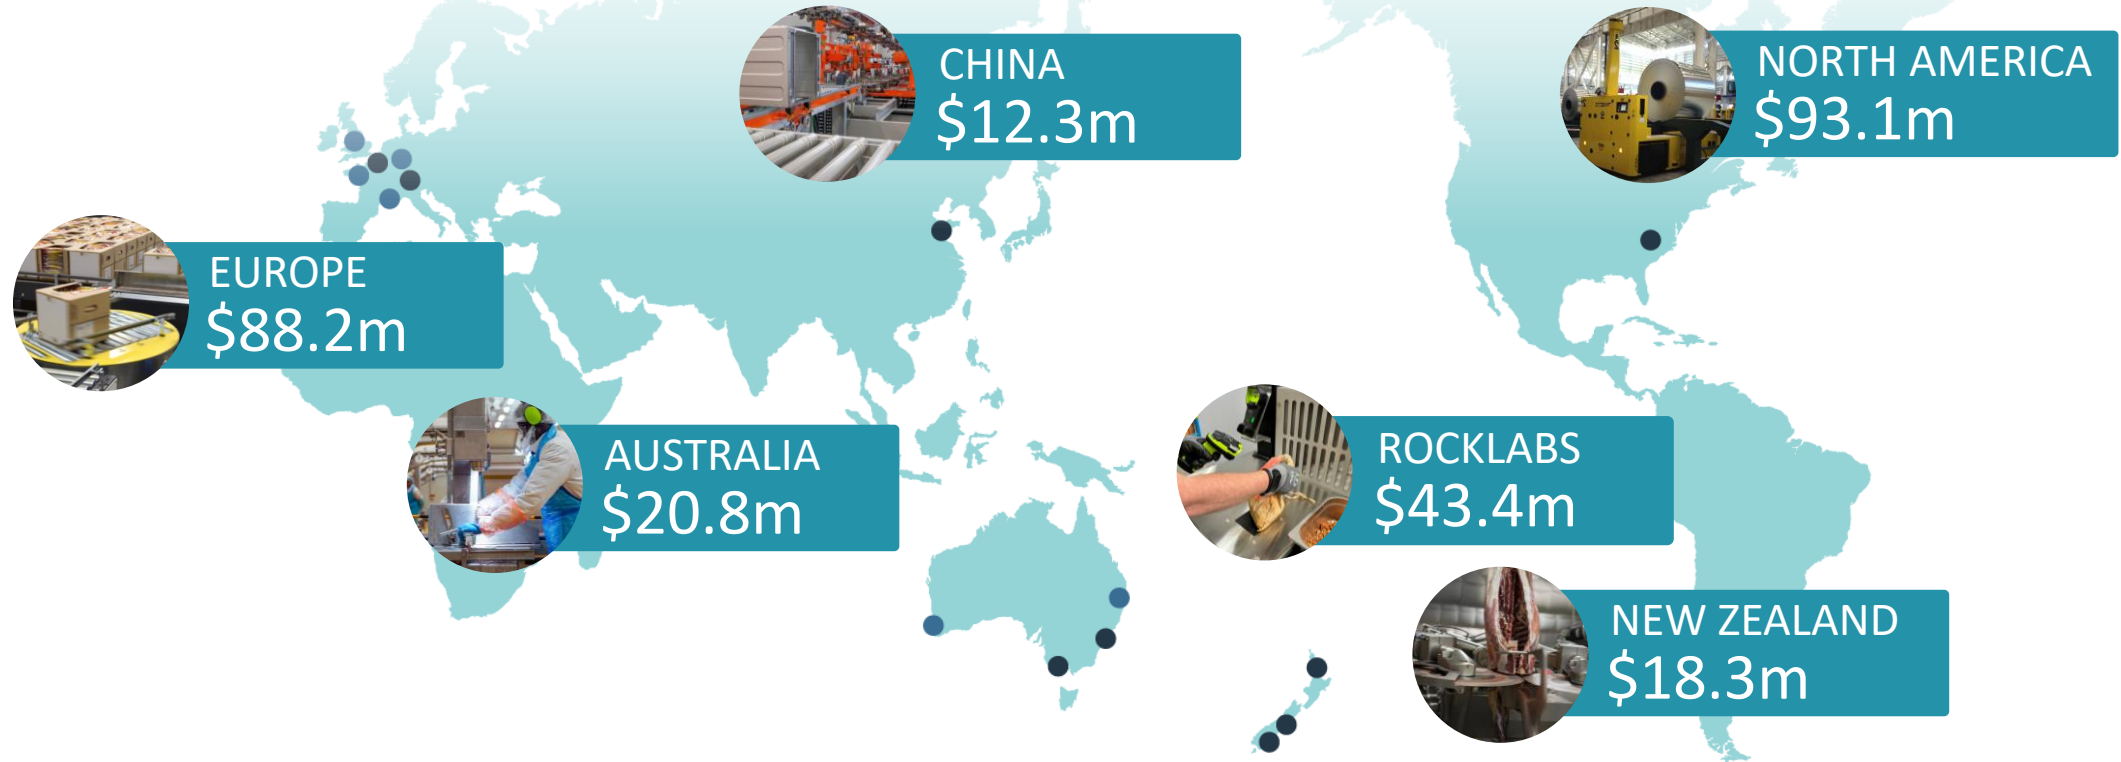 CHINA
$12.3m
NORTH AMERICA
$93.1m
EUROPE
$88.2m
AUSTRALIA
$20.8m
ROCKLABS
$43.4m
NEW ZEALAND
$18.3m